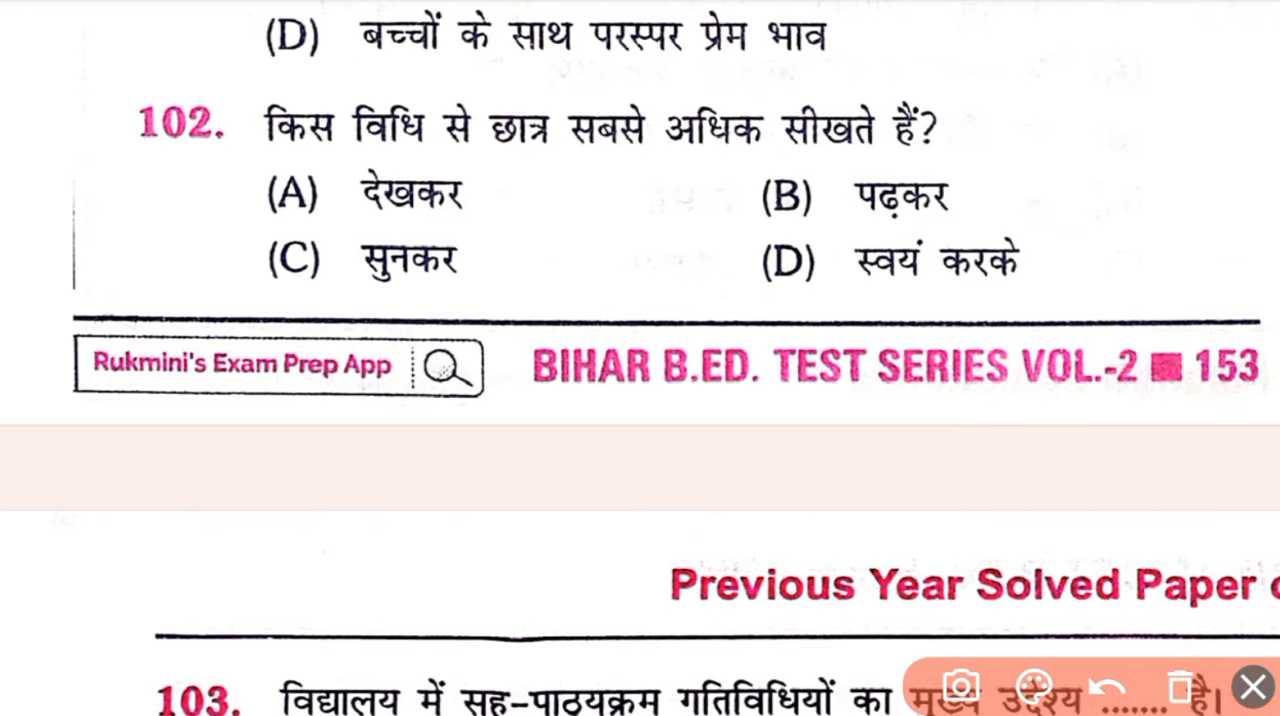 (D) बच्चों के साथ परस्पर प्रेम भाव
102. किस विधि से छात्र सबसे अधिक सीखते हैं?
(A) देखकर (B) पढ़कर
(C) सुनकर (D) स्वयं करके
Rukmini's Exam Prep App BIHAR B.ED. TEST SERIES VOL.-2 ■ 153
Previous Year Solved Paper
103. विद्यालय में सह-पाठ्यक्रम गतिविधियों का मुख्य उद्देश्य ....... है।